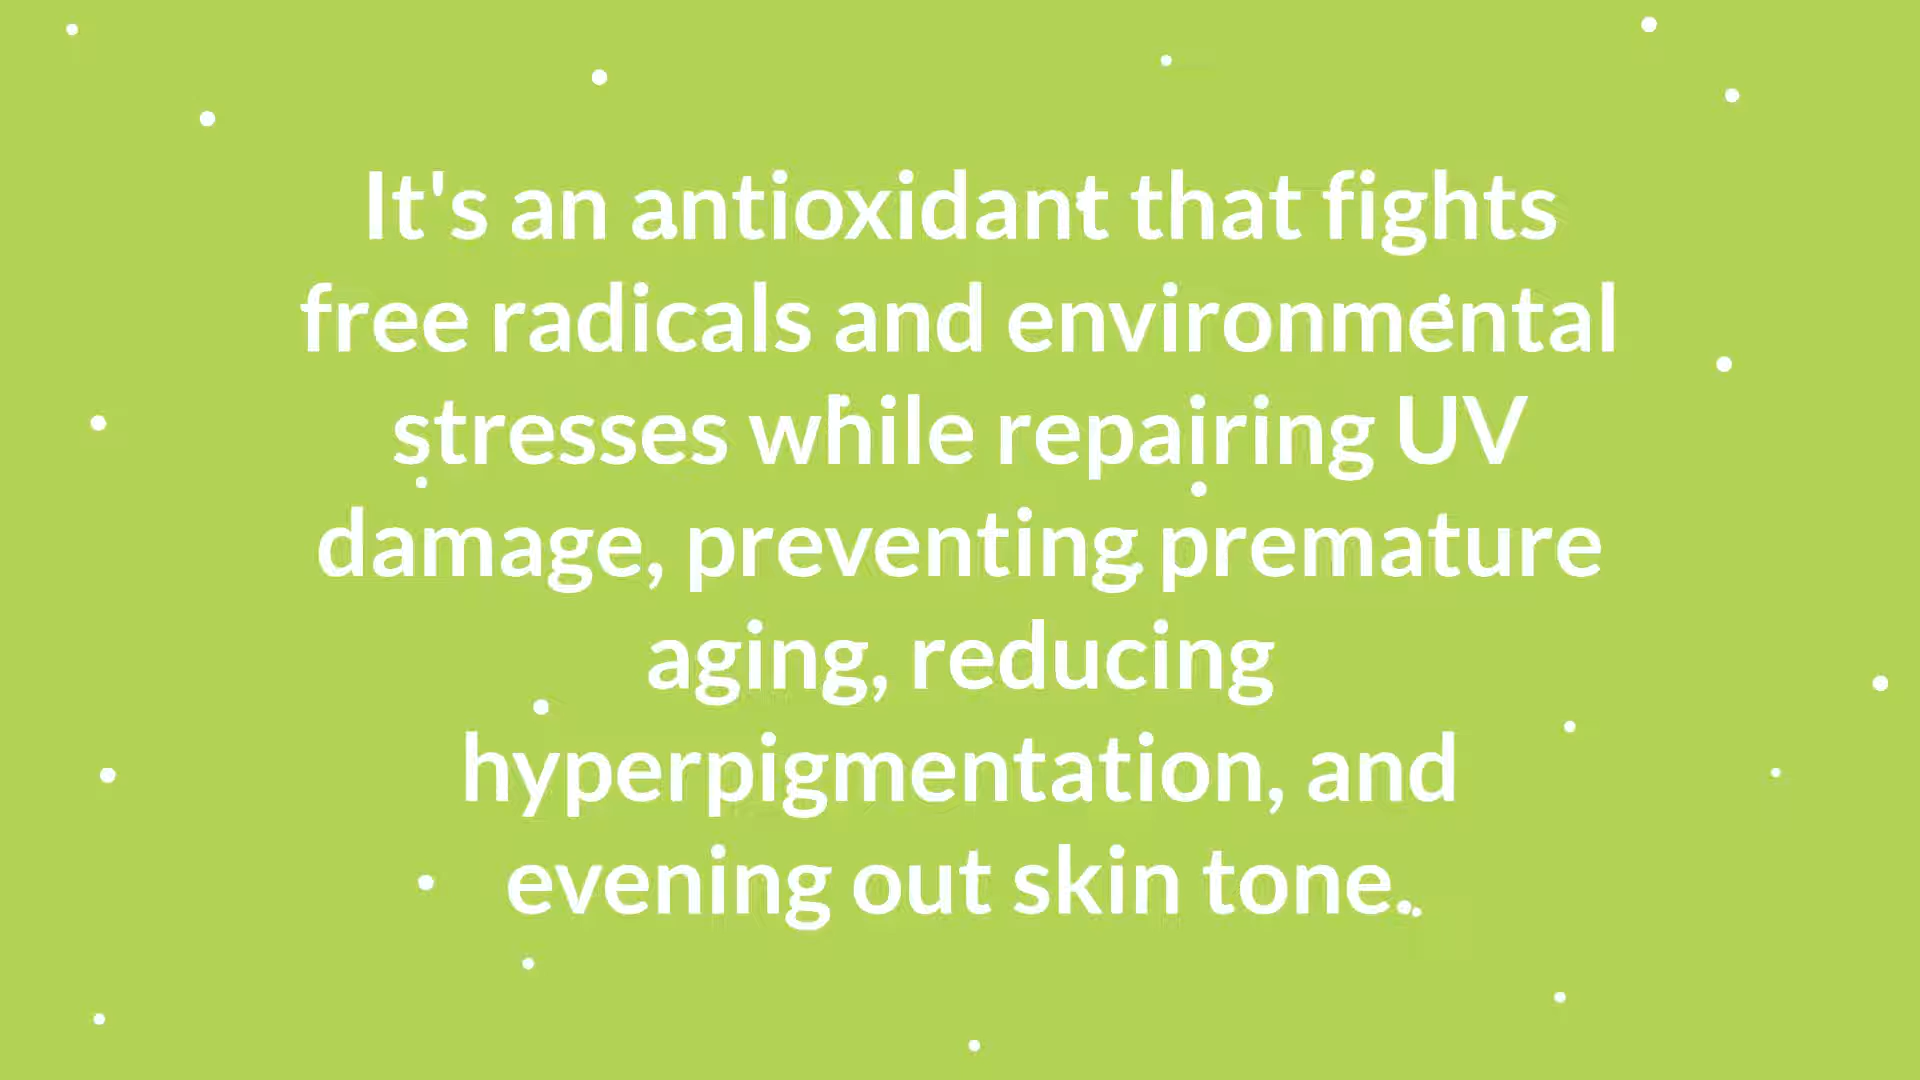 It's an antioxidant that fights
free radicals and environmental
stresses while repairing UV
damage, preventing premature
aging, reducing
hyperpigmentation, and
evening out skin tone.